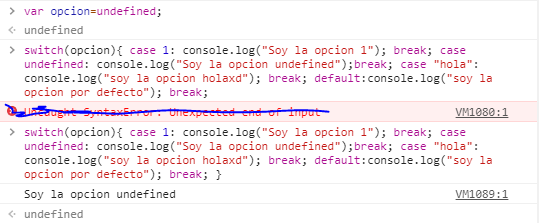 > var opcion=undefined;
< undefined
> switch(opcion){ case 1: console.log("Soy la opcion 1"); break; case
undefined: console.log("Soy la opcion undefined");break; case "hola":
console.log("soy la opcion holaxd"); break; default:console.log("soy la
opcion por defecto"); break;
Uncaught SyntaxError: Unexpected end of input VM1080:1
> switch(opcion){ case 1: console.log("Soy la opcion 1"); break; case
undefined: console.log("Soy la opcion undefined");break; case "hola":
console.log("soy la opcion holaxd"); break; default:console.log("soy la
opcion por defecto"); break; }
Soy la opcion undefined VM1089:1
< undefined